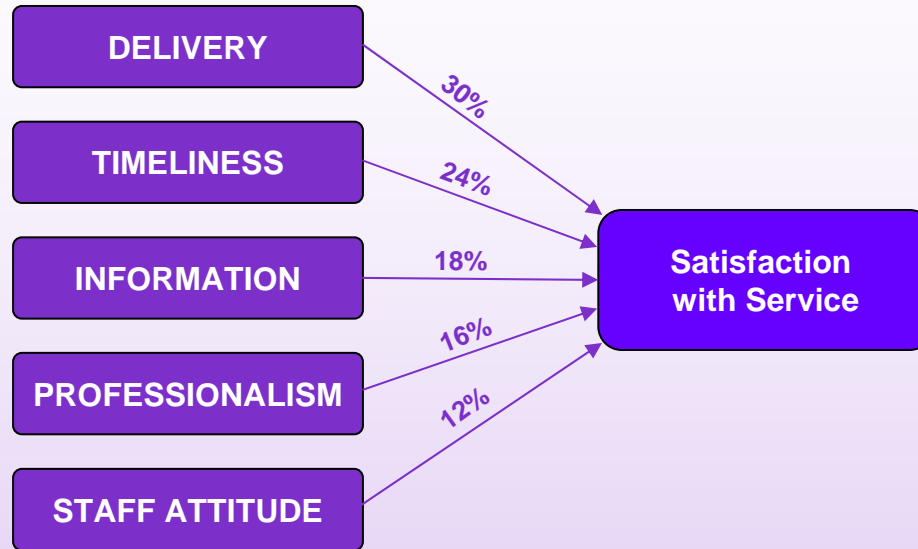 DELIVERY
30%
TIMELINESS
24%
INFORMATION
18%
Satisfaction
with Service
PROFESSIONALISM
16%
STAFF ATTITUDE
12%